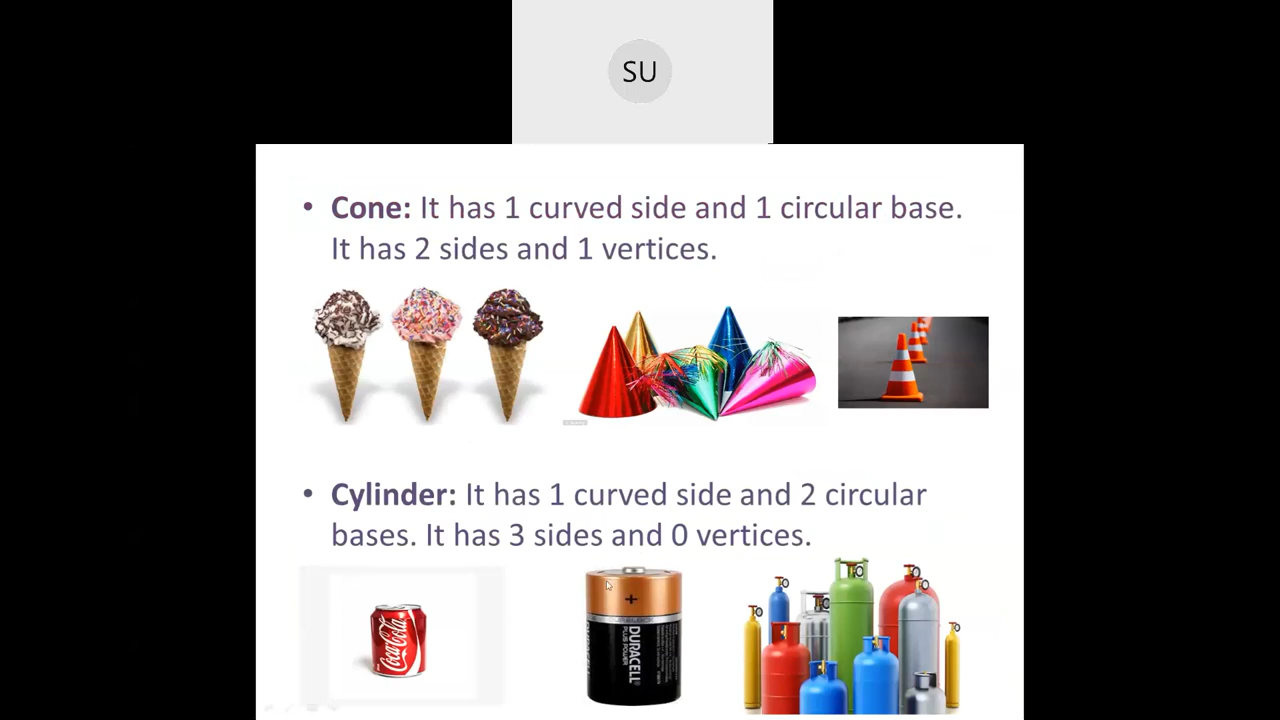 SU
• Cone: It has 1 curved side and 1 circular base.
It has 2 sides and 1 vertices.
• Cylinder: It has 1 curved side and 2 circular
bases. It has 3 sides and 0 vertices.
Coca-Cola
+
DURACELL
PLUS POWER